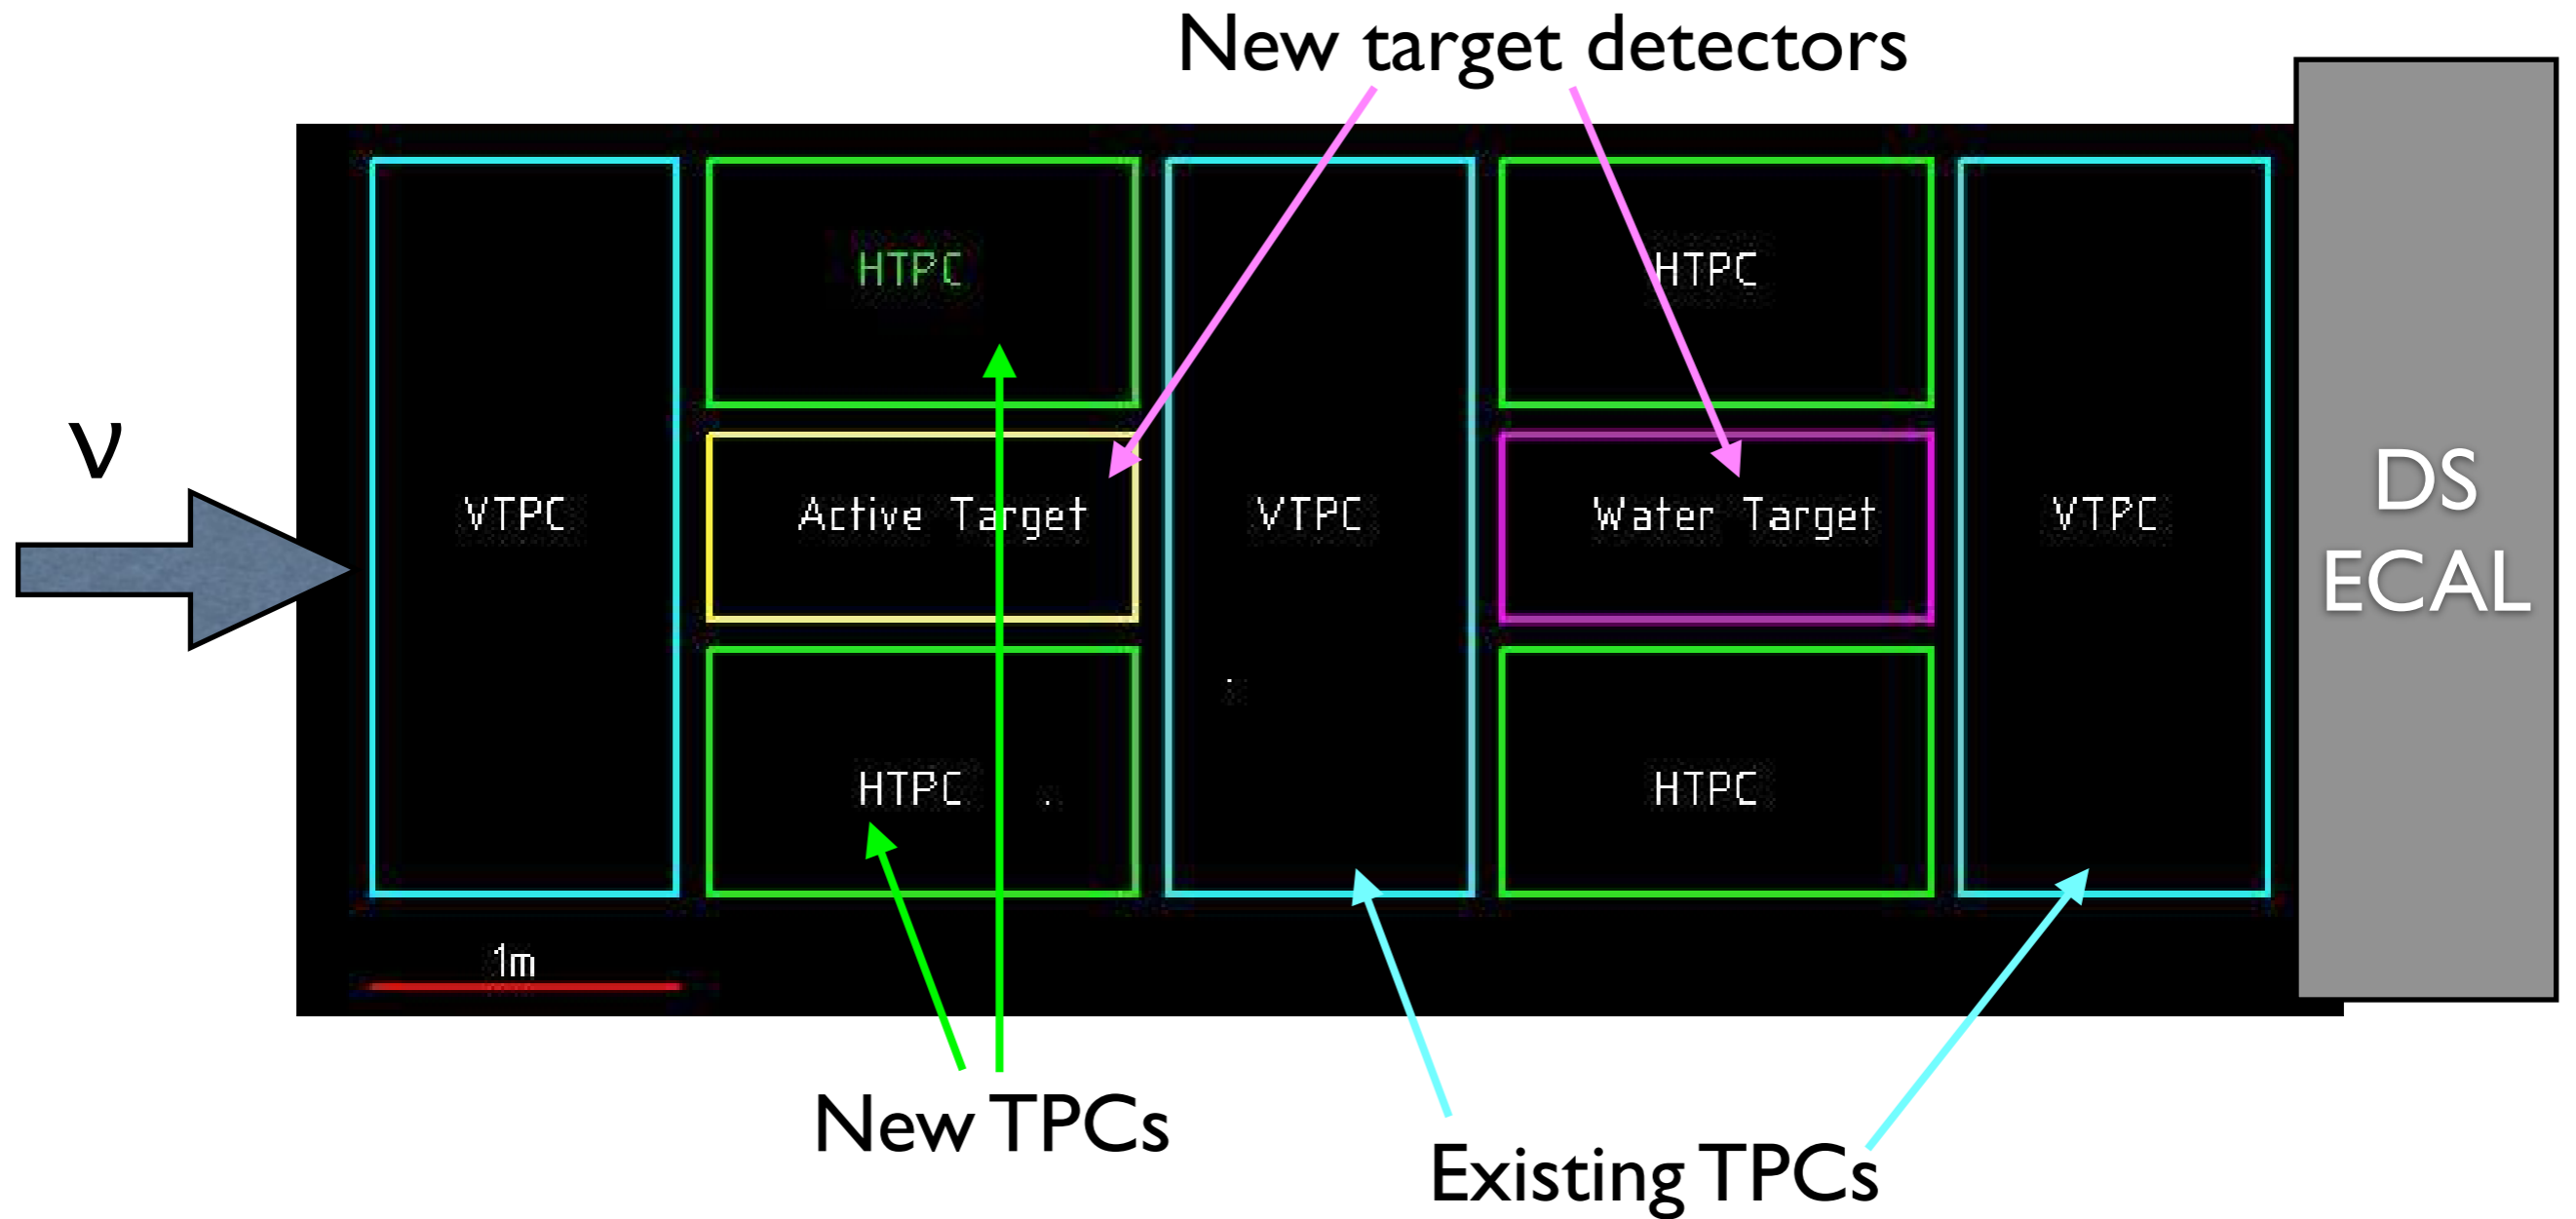 New target detectors
HTPC
HTPC
ν
VTPC
Active Target
VTPC
Water Target
VTPC
DS
ECAL
HTPC
HTPC
1m
New TPCs
Existing TPCs